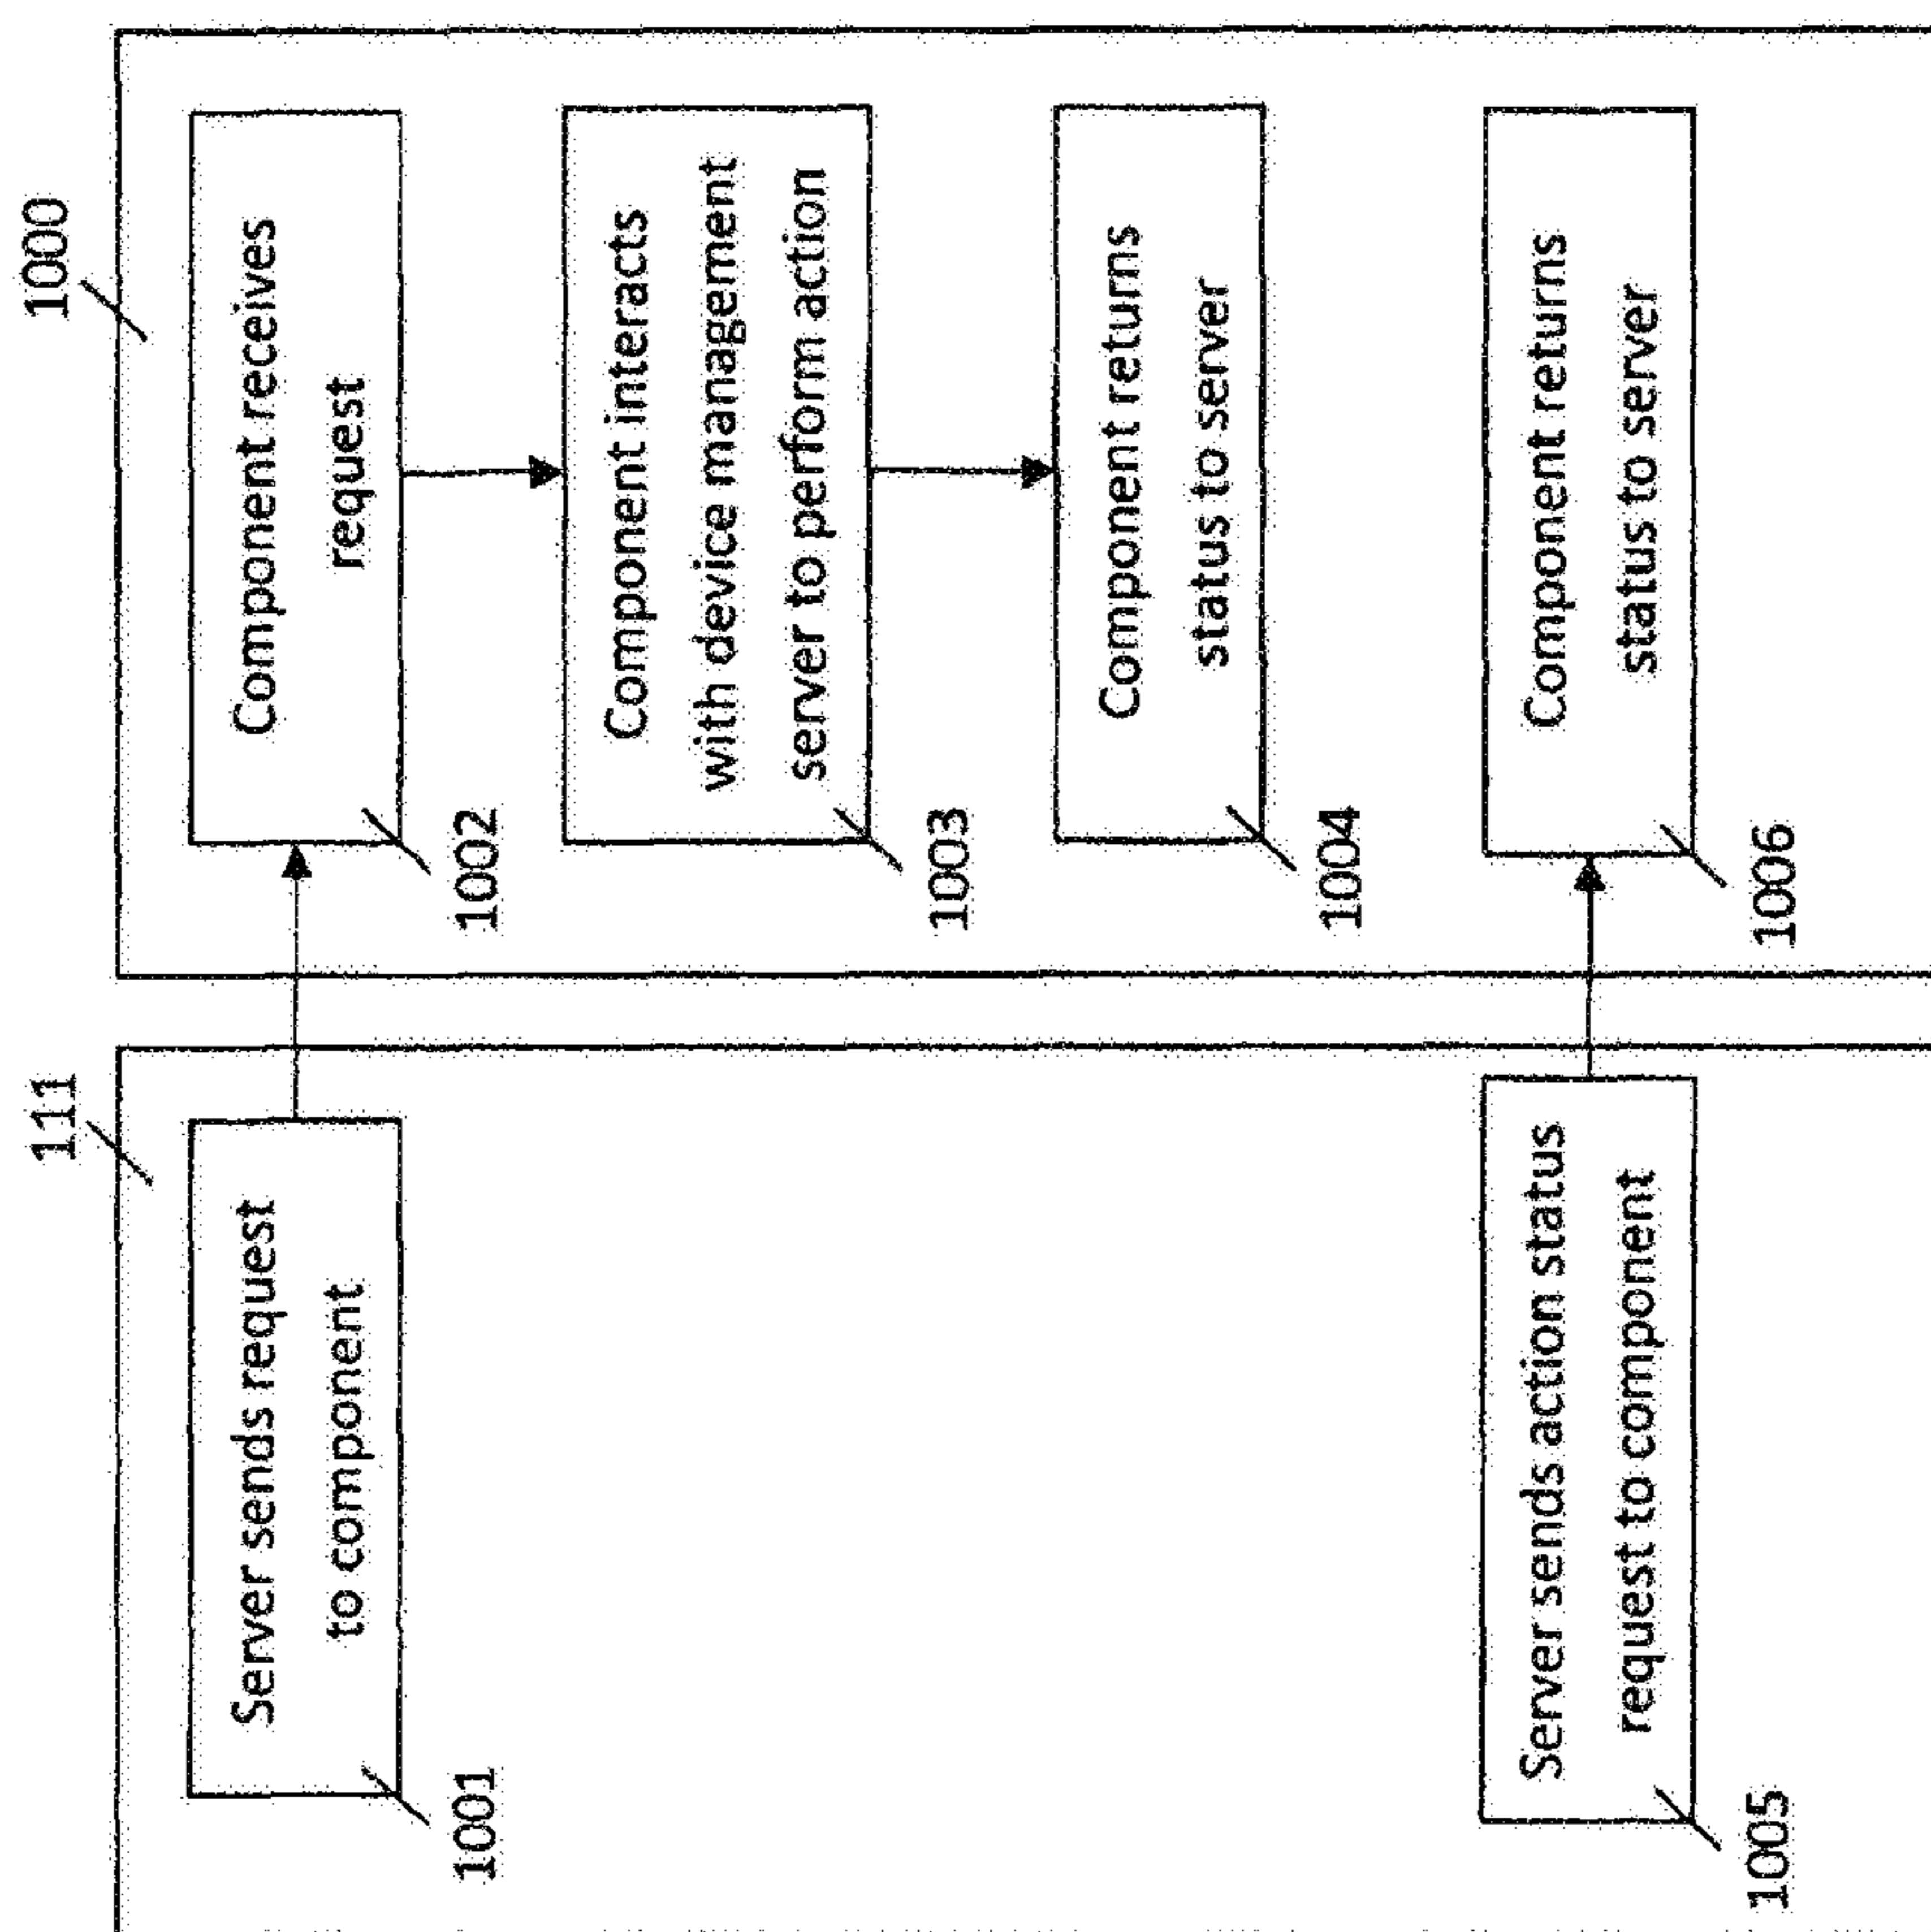 111
Server sends request
to component
1001
Server sends action status
request to component
1005
1000
Component receives
request
1002
Component interacts
with device management
server to perform action
1003
Component returns
status to server
1004
Component returns
status to server
1006